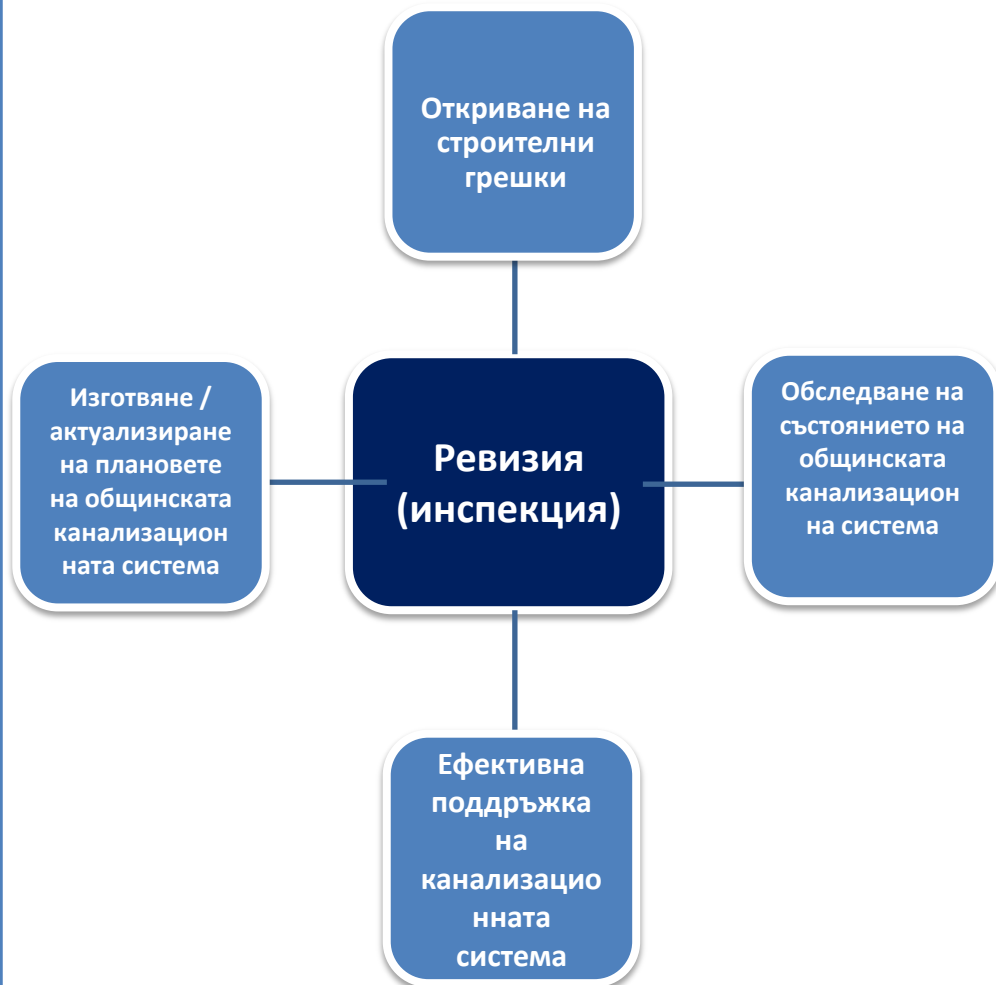 Откриване на
строителни
грешки
Изготвяне /
актуализиране
на плановете
на общинската
канализацион
ната система
Ревизия
(инспекция)
Обследване на
състоянието на
общинската
канализацион
на система
Ефективна
поддръжка
на
канализацио
нната
система